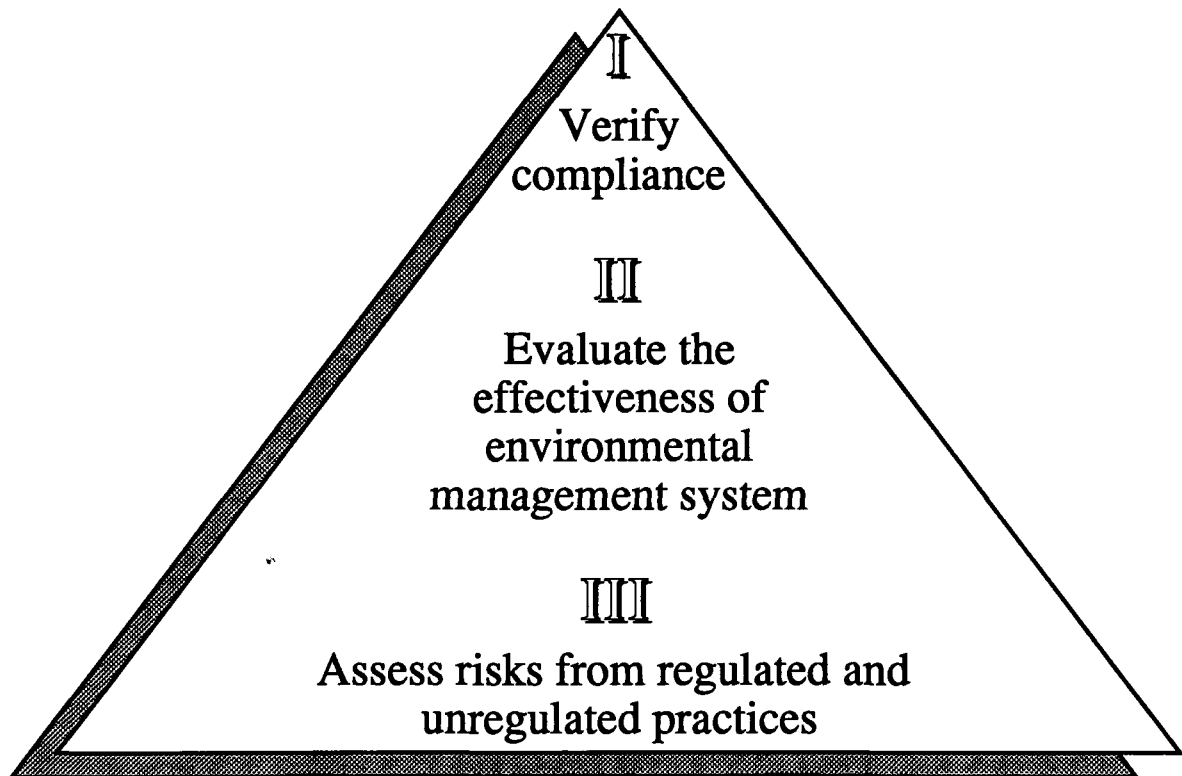 I
Verify
compliance
II
Evaluate the
effectiveness of
environmental
management system
III
Assess risks from regulated and
unregulated practices